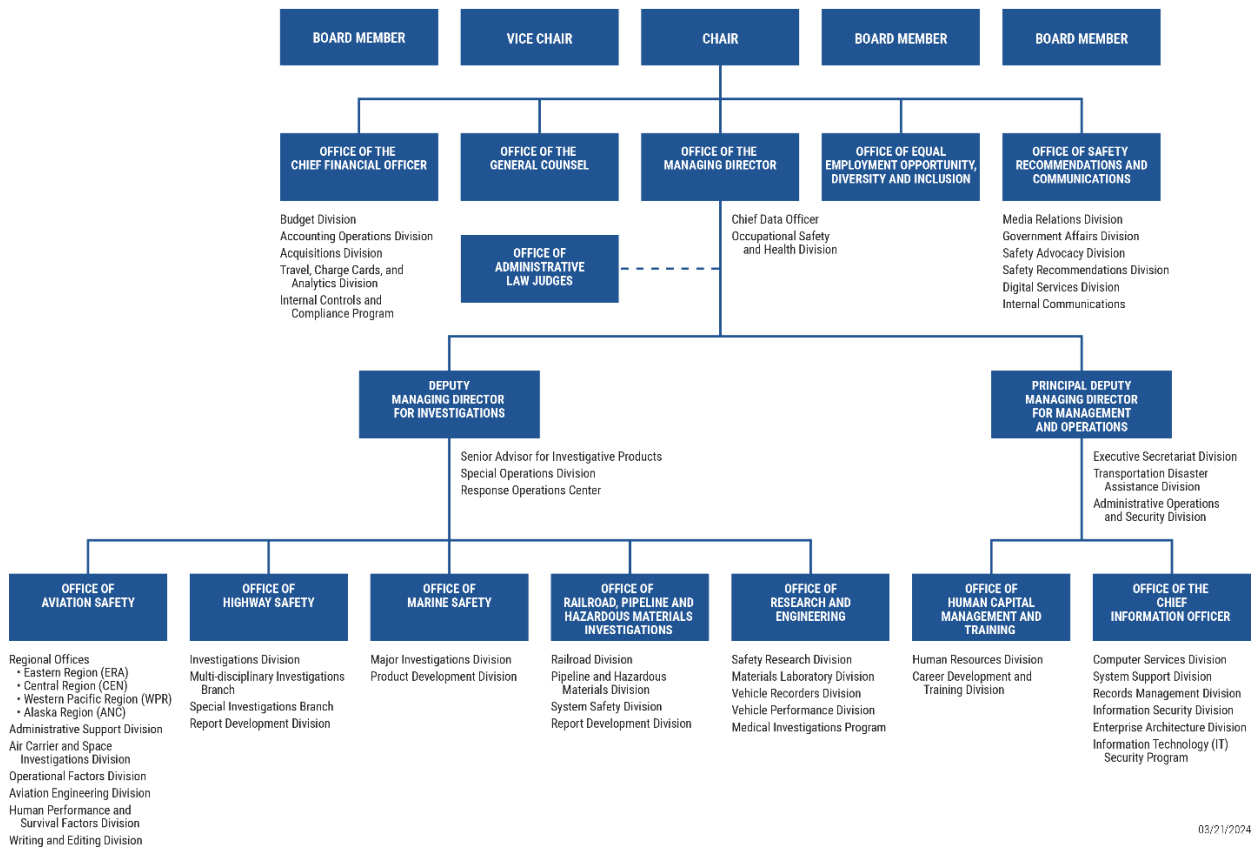 BOARD MEMBER
VICE CHAIR
CHAIR
BOARD MEMBER
BOARD MEMBER
OFFICE OF THE
CHIEF FINANCIAL OFFICER
OFFICE OF THE
GENERAL COUNSEL
OFFICE OF THE
MANAGING DIRECTOR
OFFICE OF EQUAL
EMPLOYMENT OPPORTUNITY,
DIVERSITY AND INCLUSION
OFFICE OF SAFETY
RECOMMENDATIONS AND
COMMUNICATIONS
Budget Division
Accounting Operations Division
Acquisitions Division
Travel, Charge Cards, and
Analytics Division
Internal Controls and
Compliance Program
OFFICE OF
ADMINISTRATIVE
LAW JUDGES
Chief Data Officer
Occupational Safety
and Health Division
Media Relations Division
Government Affairs Division
Safety Advocacy Division
Safety Recommendations Division
Digital Services Division
Internal Communications
DEPUTY
MANAGING DIRECTOR
FOR INVESTIGATIONS
PRINCIPAL DEPUTY
MANAGING DIRECTOR
FOR MANAGEMENT
AND OPERATIONS
Senior Advisor for Investigative Products
Special Operations Division
Response Operations Center
Executive Secretariat Division
Transportation Disaster
Assistance Division
Administrative Operations
and Security Division
OFFICE OF
AVIATION SAFETY
OFFICE OF
HIGHWAY SAFETY
OFFICE OF
MARINE SAFETY
OFFICE OF
RAILROAD, PIPELINE AND
HAZARDOUS MATERIALS
INVESTIGATIONS
OFFICE OF
RESEARCH AND
ENGINEERING
OFFICE OF
HUMAN CAPITAL
MANAGEMENT AND
TRAINING
OFFICE OF THE
CHIEF
INFORMATION OFFICER
Regional Offices
• Eastern Region (ERA)
• Central Region (CEN)
• Western Pacific Region (WPR)
• Alaska Region (ANC)
Administrative Support Division
Air Carrier and Space
Investigations Division
Operational Factors Division
Aviation Engineering Division
Human Performance and
Survival Factors Division
Writing and Editing Division
Investigations Division
Multi-disciplinary Investigations
Branch
Special Investigations Branch
Report Development Division
Major Investigations Division
Product Development Division
Railroad Division
Pipeline and Hazardous
Materials Division
System Safety Division
Report Development Division
Safety Research Division
Materials Laboratory Division
Vehicle Recorders Division
Vehicle Performance Division
Medical Investigations Program
Human Resources Division
Career Development and
Training Division
Computer Services Division
System Support Division
Records Management Division
Information Security Division
Enterprise Architecture Division
Information Technology (IT)
Security Program
03/21/2024